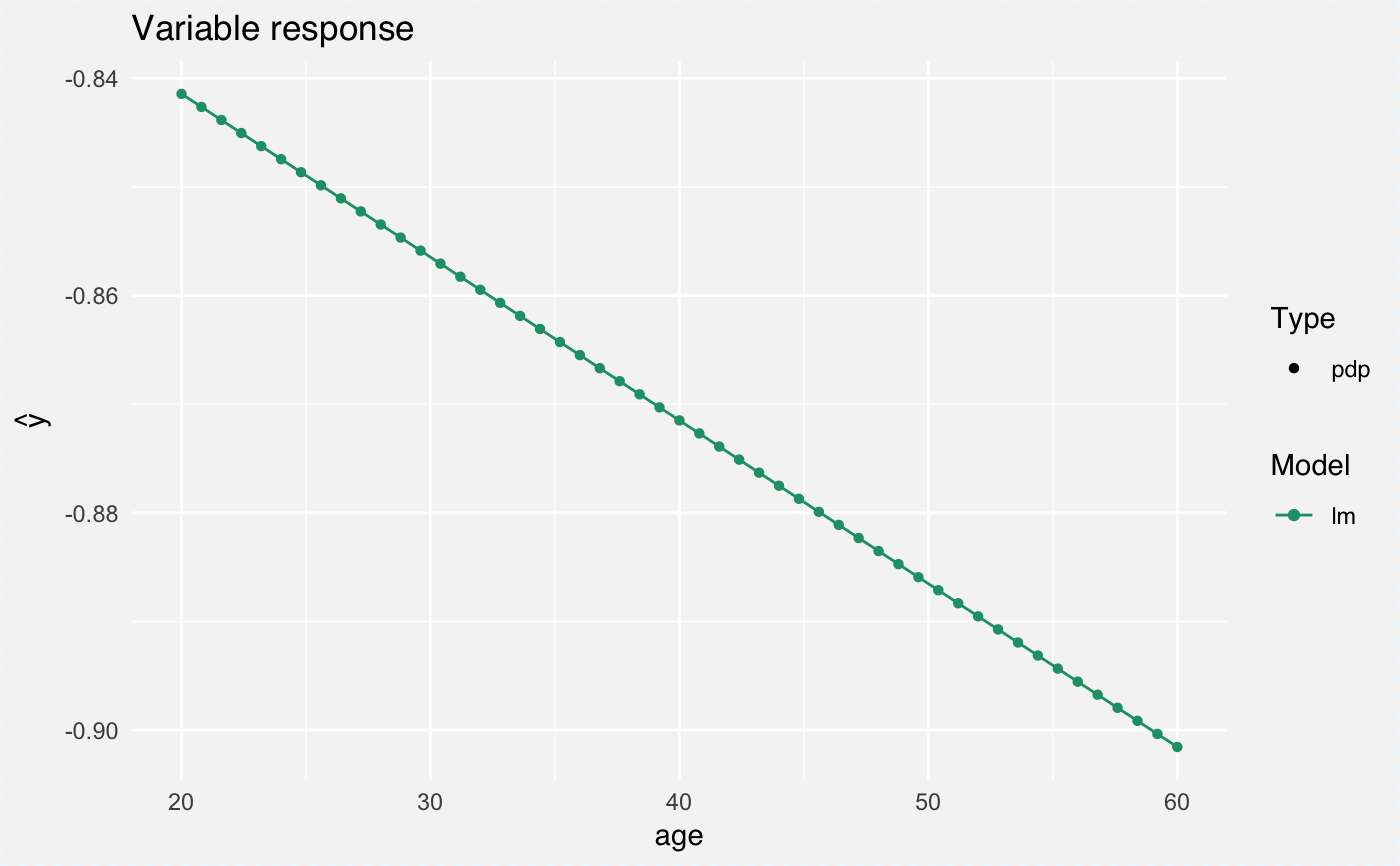 Variable response
-0.84
-0.86
-0.88
-0.90
ŷ
20 30 40 50 60
age
Type
pdp
Model
lm